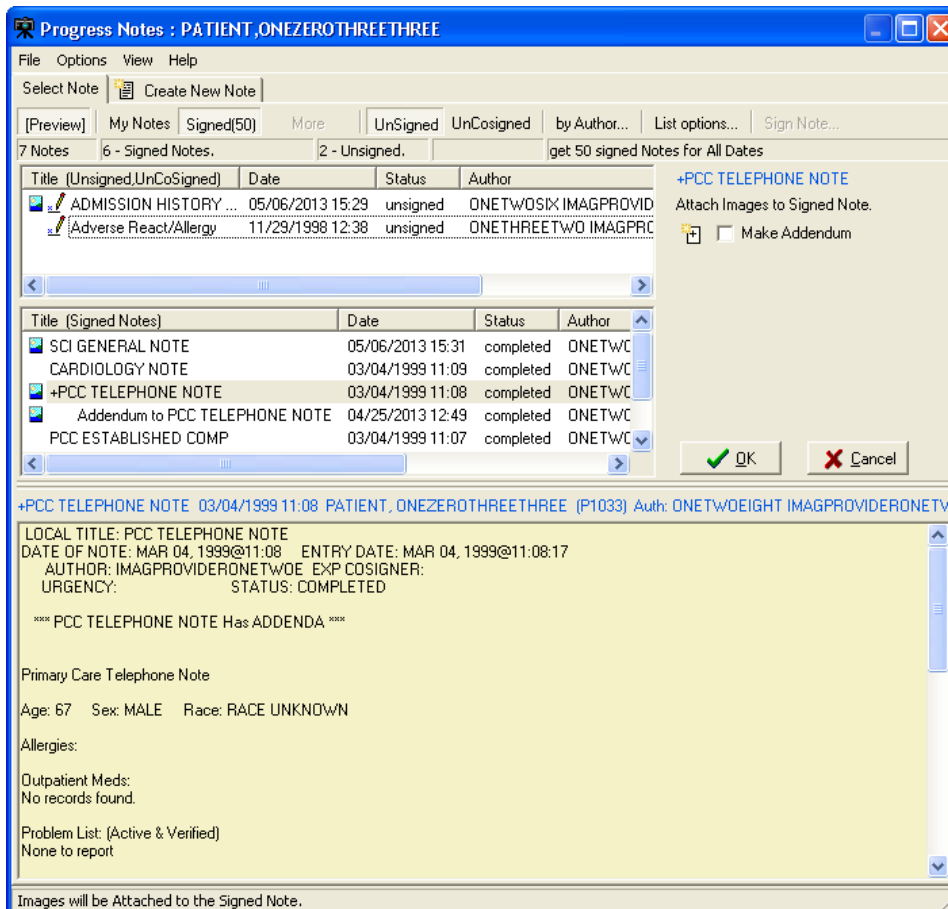 Progress Notes : PATIENT,ONEZEROTHREETHREE
File Options View Help
Select Note Create New Note
[Preview] My Notes Signed(50) More UnSigned UnCosigned by Author... List options... Sign Note...
7 Notes 6 - Signed Notes. 2 - Unsigned. get 50 signed Notes for All Dates
Title (Unsigned,UnCoSigned) Date Status Author
ADMISSION HISTORY ... 05/06/2013 15:29 unsigned ONETWOSIX IMAGPROVID
Adverse React/Allergy 11/29/1998 12:38 unsigned ONETHREETWO IMAGPRC
+PCC TELEPHONE NOTE
Attach Images to Signed Note.
Make Addendum
Title (Signed Notes) Date Status Author
SCI GENERAL NOTE 05/06/2013 15:31 completed ONETWC
CARDIOLOGY NOTE 03/04/1999 11:09 completed ONETWC
+PCC TELEPHONE NOTE 03/04/1999 11:08 completed ONETWC
Addendum to PCC TELEPHONE NOTE 04/25/2013 12:49 completed ONETWC
PCC ESTABLISHED COMP 03/04/1999 11:07 completed ONETWC
OK Cancel
+PCC TELEPHONE NOTE 03/04/1999 11:08 PATIENT, ONEZEROTHREETHREE (P1033) Auth: ONETWOEIGHT IMAGPROVIDERONETW
LOCAL TITLE: PCC TELEPHONE NOTE
DATE OF NOTE: MAR 04, 1999@11:08 ENTRY DATE: MAR 04, 1999@11:08:17
AUTHOR: IMAGPROVIDERONETWOE EXP COSIGNER:
URGENCY: STATUS: COMPLETED
*** PCC TELEPHONE NOTE Has ADDENDA ***
Primary Care Telephone Note
Age: 67 Sex: MALE Race: RACE UNKNOWN
Allergies:
Outpatient Meds:
No records found.
Problem List: (Active & Verified)
None to report
Images will be Attached to the Signed Note.